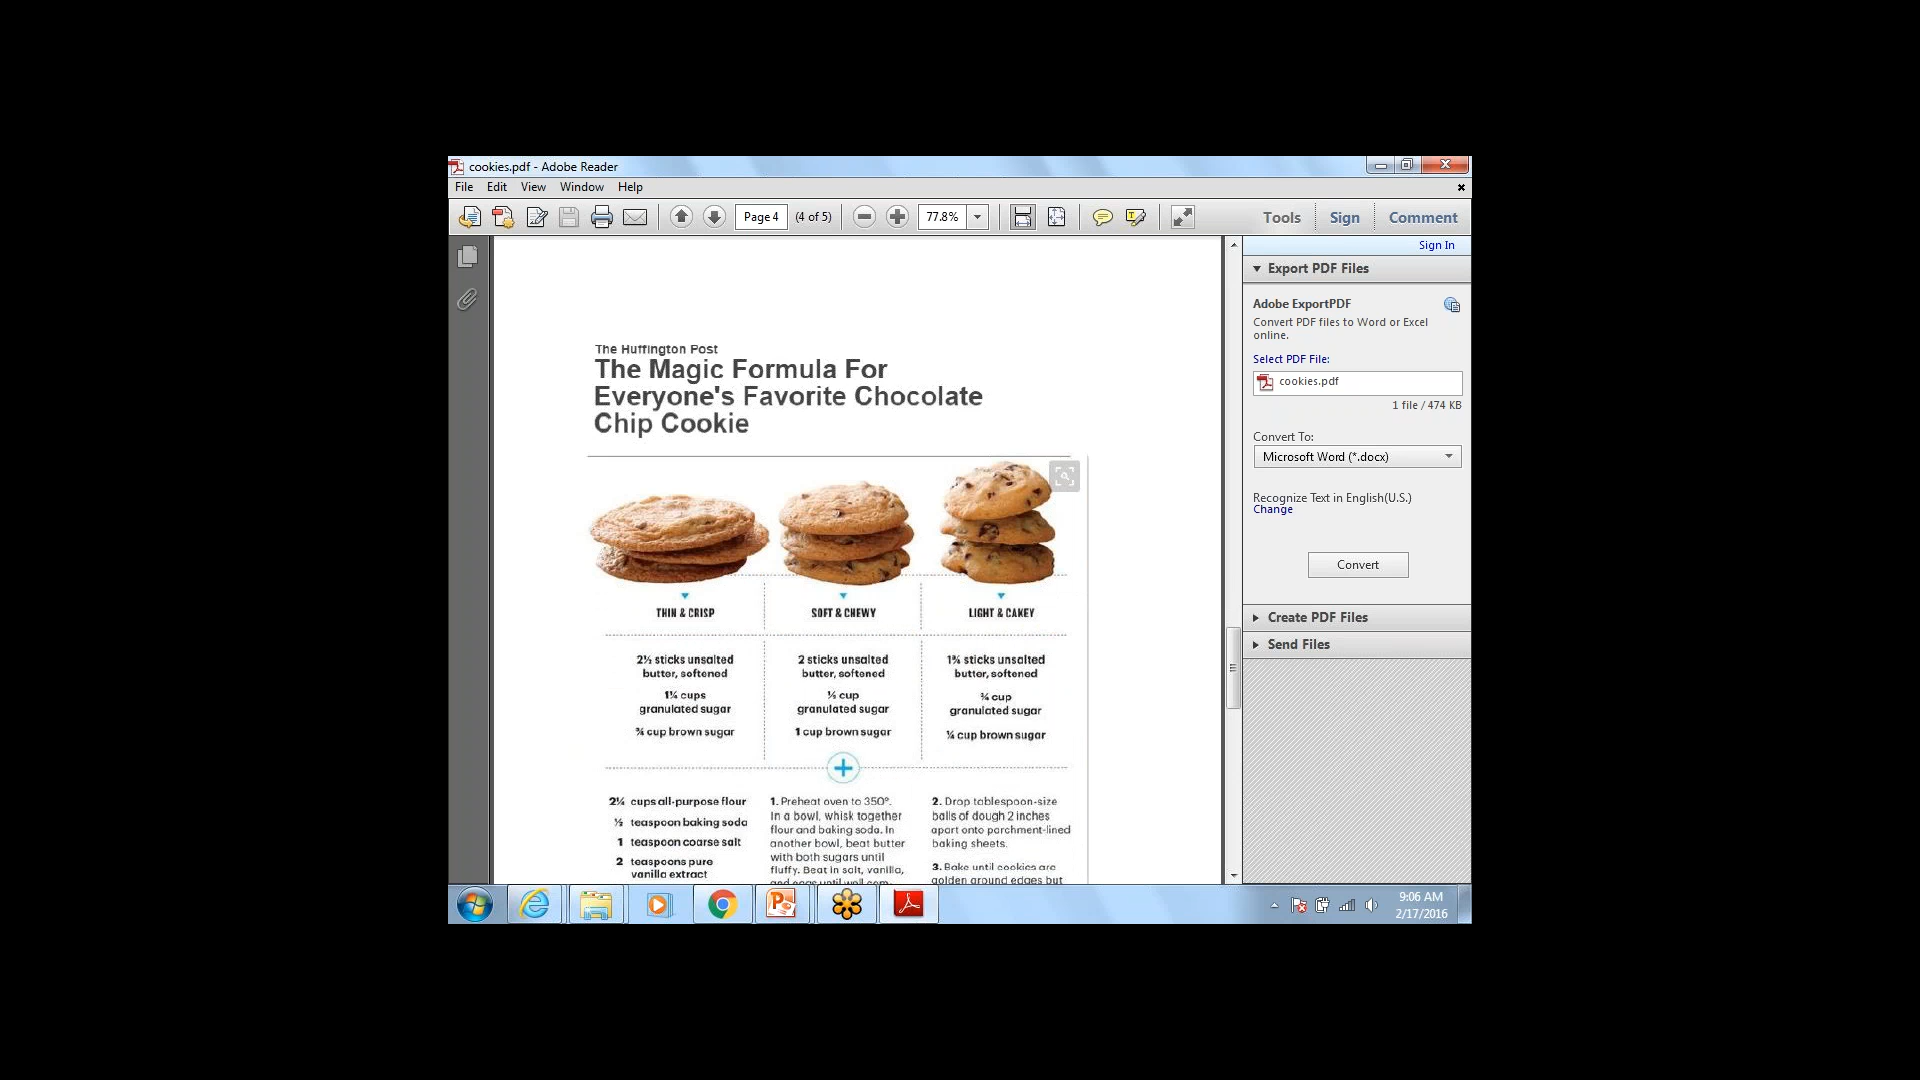 cookies.pdf - Adobe Reader
File Edit View Window Help
Page 4 (4 of 5) 77.8% Tools Sign Comment
Sign In
Export PDF Files
Adobe ExportPDF
Convert PDF files to Word or Excel
online.
Select PDF File:
cookies.pdf
1 file / 474 KB
Convert To:
Microsoft Word (*.docx)
Recognize Text in English(U.S.)
Change
Convert
Create PDF Files
Send Files
The Huffington Post
The Magic Formula For
Everyone's Favorite Chocolate
Chip Cookie
THIN & CRISP
SOFT & CHEWY
LIGHT & CAKEY
sticks unsalted
butter, softened
1¼ cups
granulated sugar
¾ cup brown sugar
2 sticks unsalted
butter, softened
cup
granulated sugar
1 cup brown sugar
1¾ sticks unsalted
butter, softened
¾ cup
granulated sugar
¼ cup brown sugar
2¼ cups all-purpose flour
½ teaspoon baking soda
1 teaspoon coarse salt
2 teaspoons pure
vanilla extract
1. Preheat oven to 350°.
In a bowl, whisk together
flour and baking soda. In
another bowl, beat butter
with both sugars until
fluffy. Beat in salt, vanilla,
and eggs until well com-
2. Drop tablespoon-size
balls of dough 2 inches
apart onto parchment-lined
baking sheets.
3. Bake until cookies are
golden around edges but
9:06 AM
2/17/2016